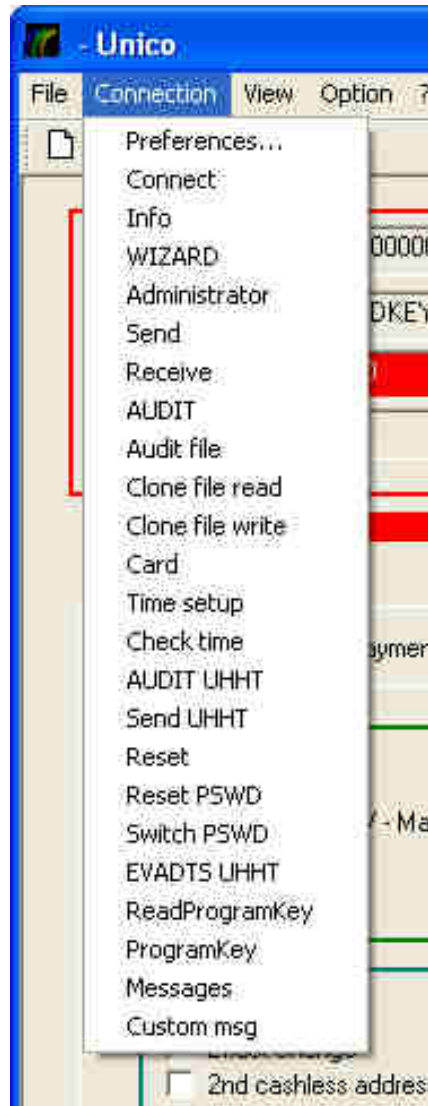 - Unico
File Connection View Option ?
Preferences...
Connect
Info
WIZARD
Administrator
Send
Receive
AUDIT
Audit file
Clone file read
Clone file write
Card
Time setup
Check time
AUDIT UHHT
Send UHHT
Reset
Reset PSWD
Switch PSWD
EVADTS UHHT
ReadProgramKey
ProgramKey
Messages
Custom msg
2nd cashless addres